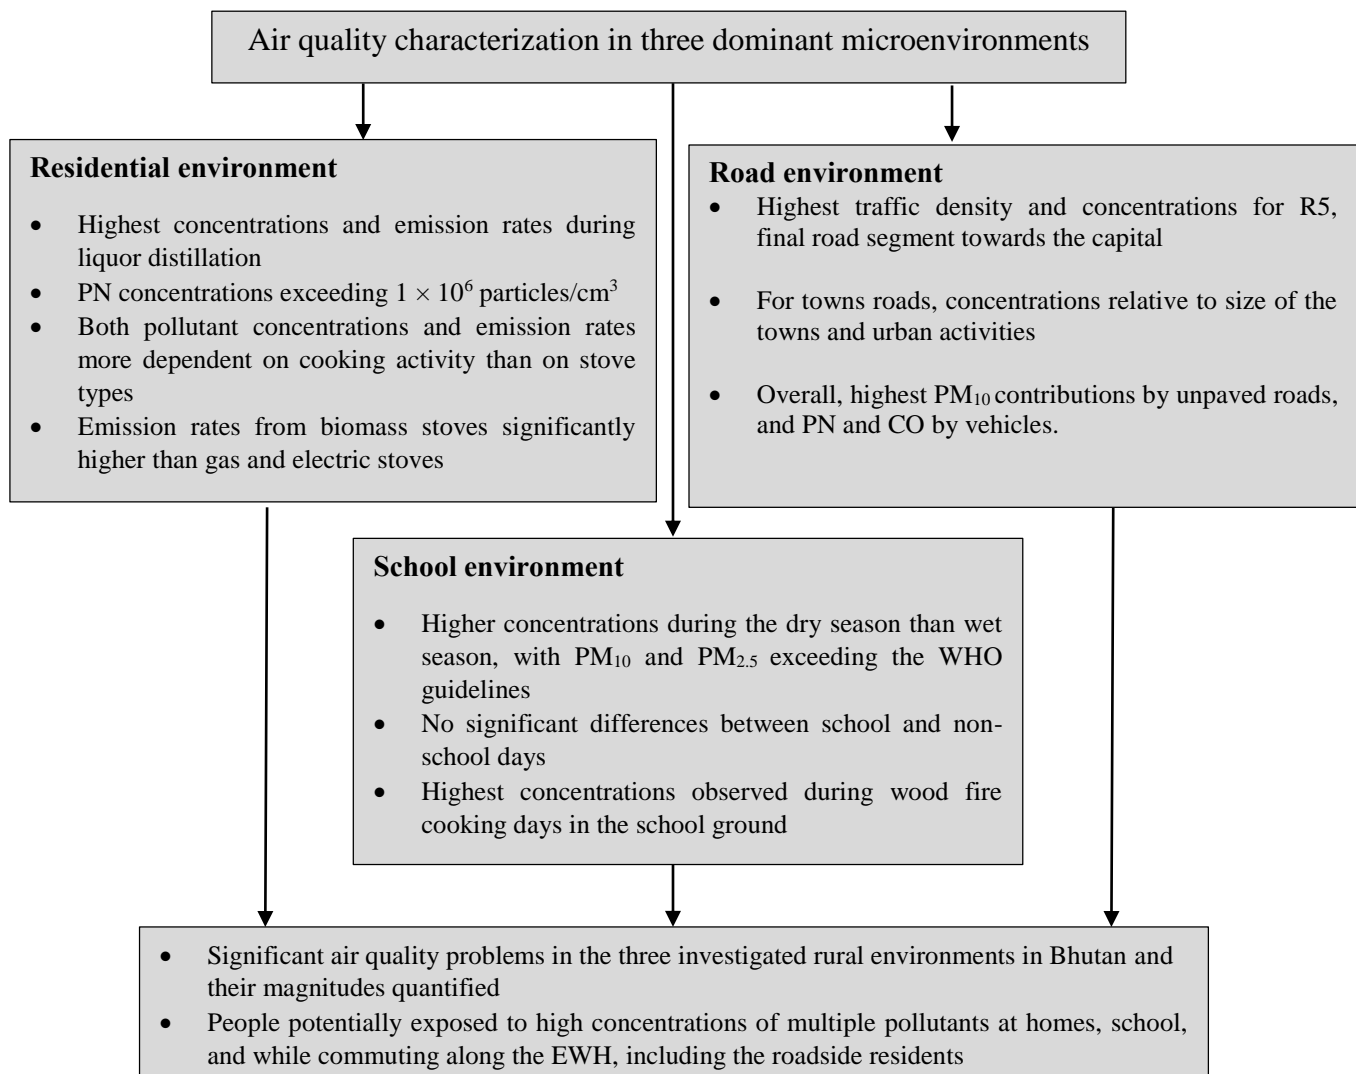 Air quality characterization in three dominant microenvironments
Residential environment
• Highest concentrations and emission rates during
liquor distillation
• PN concentrations exceeding 1 × 10⁶ particles/cm³
• Both pollutant concentrations and emission rates
more dependent on cooking activity than on stove
types
• Emission rates from biomass stoves significantly
higher than gas and electric stoves
Road environment
• Highest traffic density and concentrations for R5,
final road segment towards the capital
• For towns roads, concentrations relative to size of the
towns and urban activities
• Overall, highest PM₁₀ contributions by unpaved roads,
and PN and CO by vehicles.
School environment
• Higher concentrations during the dry season than wet
season, with PM₁₀ and PM₂.₅ exceeding the WHO
guidelines
• No significant differences between school and non-
school days
• Highest concentrations observed during wood fire
cooking days in the school ground
• Significant air quality problems in the three investigated rural environments in Bhutan and
their magnitudes quantified
• People potentially exposed to high concentrations of multiple pollutants at homes, school,
and while commuting along the EWH, including the roadside residents